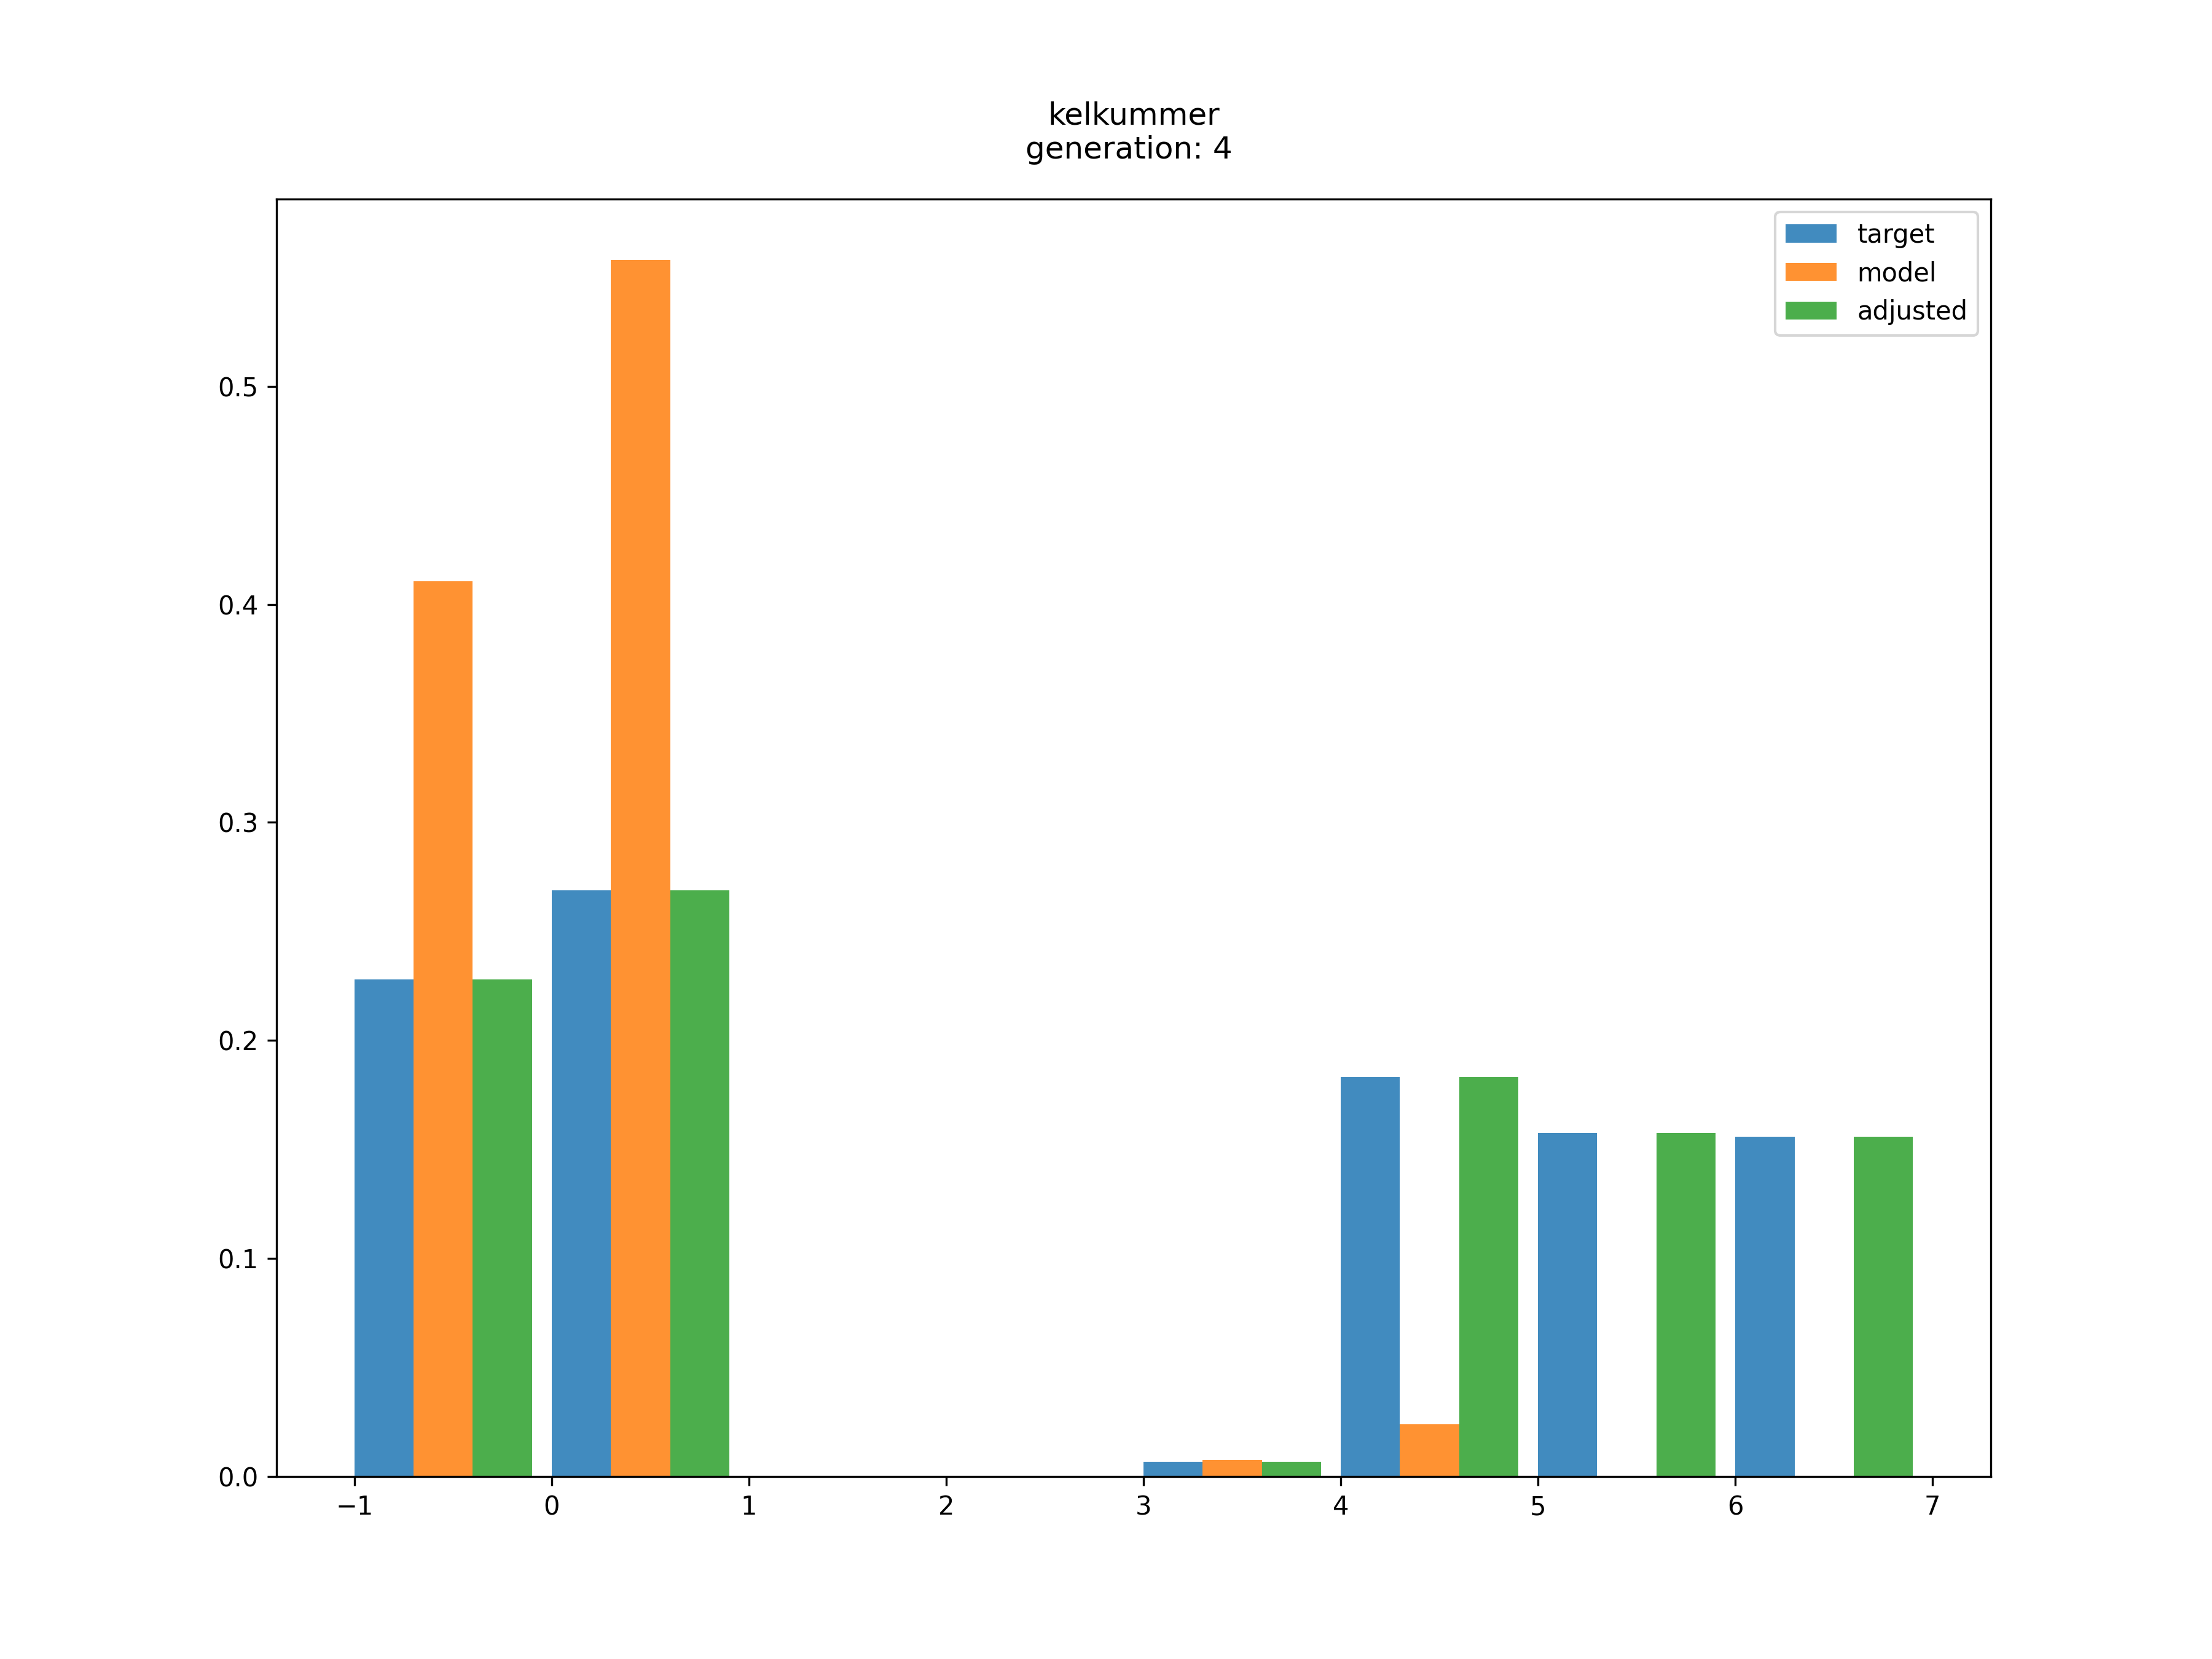 kelkummer
generation: 4
target
model
adjusted
0.5
0.4
0.3
0.2
0.1
0.0
−1 0 1 2 3 4 5 6 7